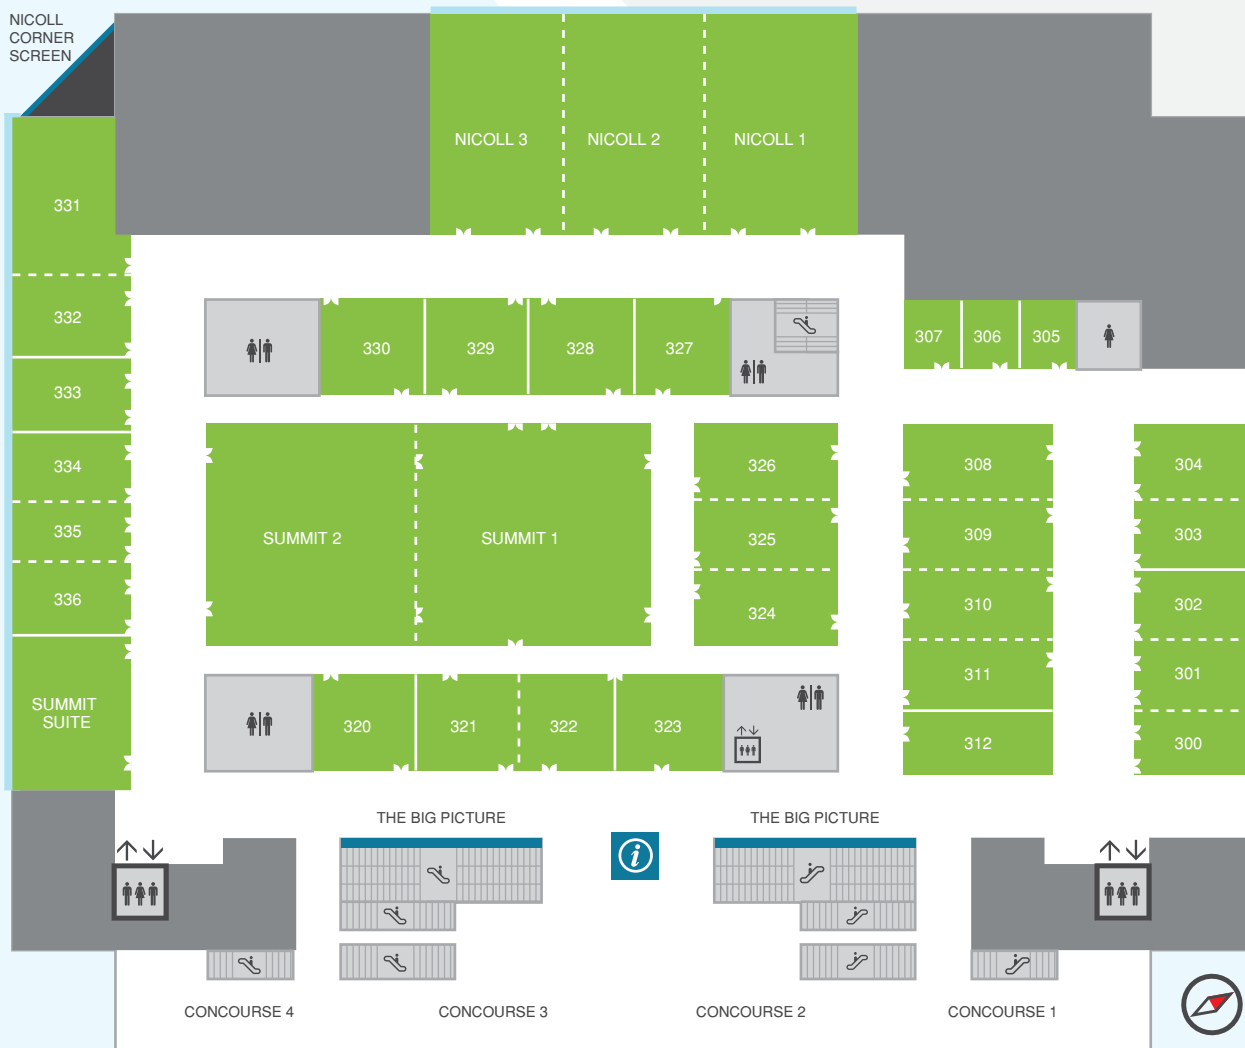 NICOLL
CORNER
SCREEN
NICOLL 3
NICOLL 2
NICOLL 1
331
332
330
329
328
327
307
306
305
333
334
326
308
304
335
SUMMIT 2
SUMMIT 1
325
309
303
336
324
310
302
311
301
SUMMIT
SUITE
320
321
322
323
312
300
THE BIG PICTURE
THE BIG PICTURE
i
CONCOURSE 4
CONCOURSE 3
CONCOURSE 2
CONCOURSE 1